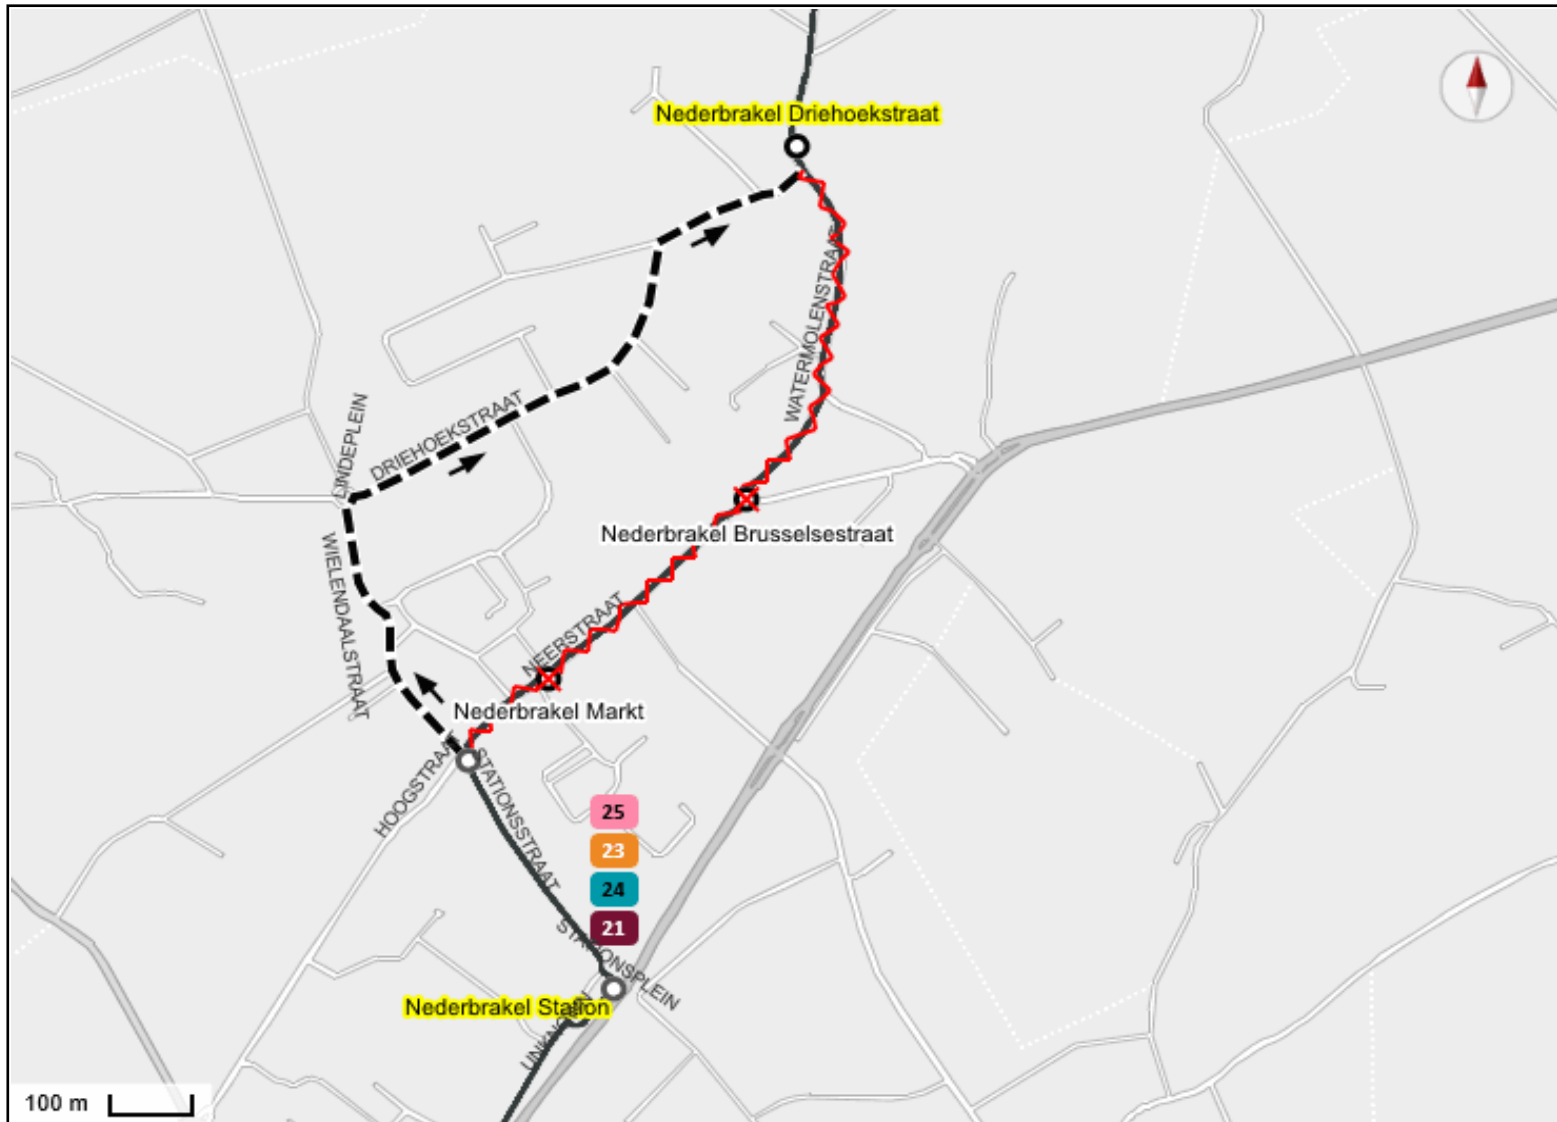 Nederbrakel Driehoekstraat
WATERMOLENSTRAAT
LINDEPLEIN
DRIEHOEKSTRAAT
Nederbrakel Brusselsestraat
WIELENDAALSTRAAT
NEERSTRAAT
Nederbrakel Markt
HOOGSTRAAT
STATIONSSTRAAT
25
23
24
21
STATIONSPLEIN
Nederbrakel Station
UNKNOWN
100 m